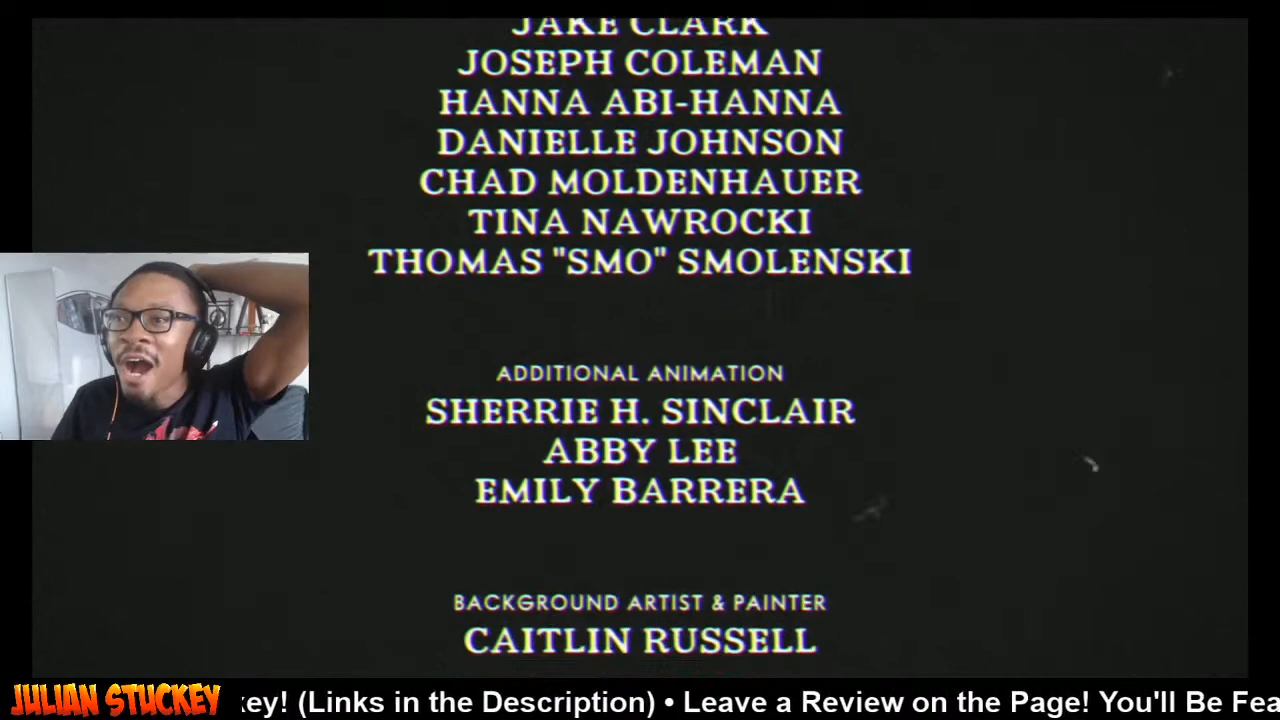 JAKE CLARK
JOSEPH COLEMAN
HANNA ABI-HANNA
DANIELLE JOHNSON
CHAD MOLDENHAUER
TINA NAWROCKI
THOMAS "SMO" SMOLENSKI
ADDITIONAL ANIMATION
SHERRIE H. SINCLAIR
ABBY LEE
EMILY BARRERA
BACKGROUND ARTIST & PAINTER
CAITLIN RUSSELL
JULIAN STUCKEY
key! (Links in the Description) • Leave a Review on the Page! You'll Be Fea